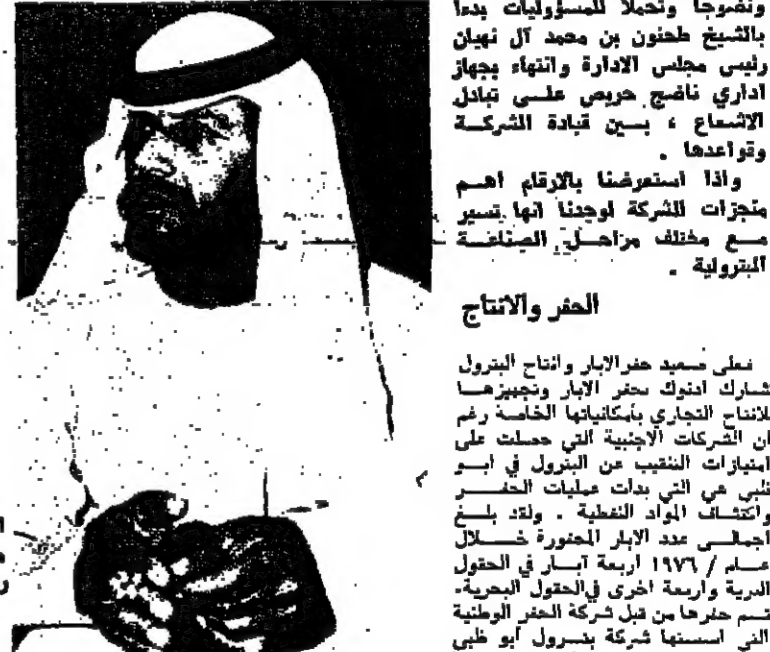 ونضوجا وتحملا للمسؤوليات بدءا
بالشيخ طحنون بن محمد آل نهيان
رئيس مجلس الادارة وانتهاء بجهاز
اداري ناضج حريص على تبادل
الاشعاع ، بين قيادة الشركة
وقواعدها .
واذا استعرضنا بالارقام اهم
منجزات الشركة لوجدنا انها تسير
مع مختلف مراحل الصناعة
البترولية .
الحفر والانتاج
فعلى صعيد حفر الابار وانتاج البترول
شارك ادنوك بحفر الابار وتجهيزها
للانتاج التجاري بامكانياتها الخاصة رغم
ان الشركات الاجنبية التي حصلت على
امتيازات التنقيب عن البترول في ابو
ظبي هي التي بدات عمليات الحفر
واكتشاف المواد النفطية . ولقد بلغ
اجمالي عدد الابار المحفورة خلال
عام / ١٩٧٦ أربعة آبار في الحقول
البرية واربعة اخرى في الحقول البحرية.
تم حفرها من قبل شركة الحفر الوطنية
التي اسستها شركة بترول ابو ظبي